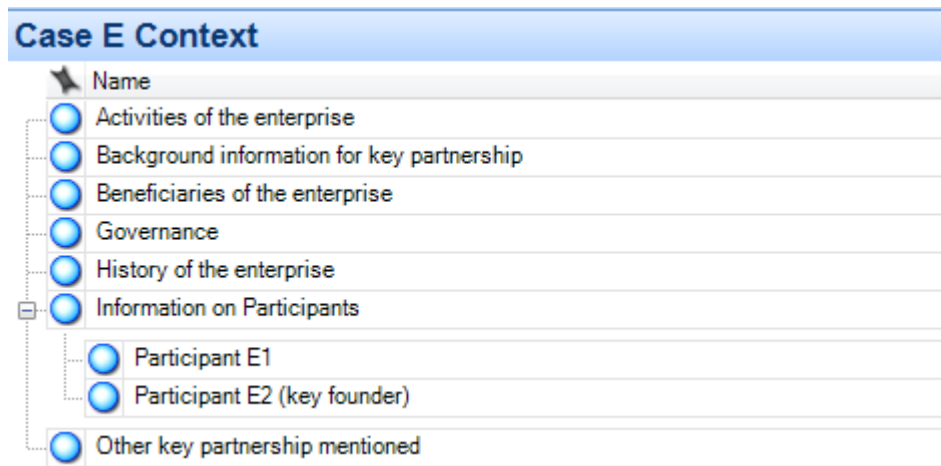 Case E Context
Name
Activities of the enterprise
Background information for key partnership
Beneficiaries of the enterprise
Governance
History of the enterprise
Information on Participants
Participant E1
Participant E2 (key founder)
Other key partnership mentioned